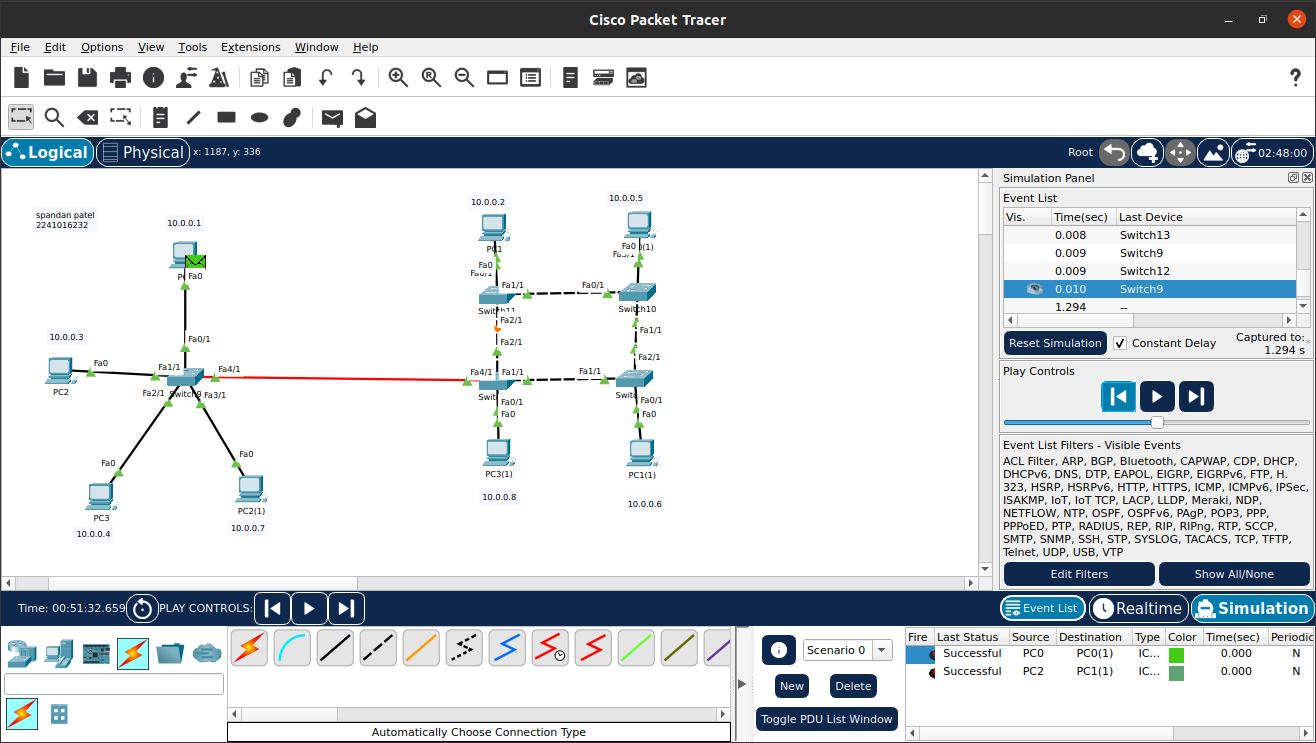 Cisco Packet Tracer
File Edit Options View Tools Extensions Window Help
Logical Physical x: 1187, y: 336 Root 02:48:00
spandan patel
2241016232
10.0.0.1
Fa0
10.0.0.3
Fa0
PC2
Fa0/1
Fa1/1
Switch9
Fa4/1
Fa2/1
Fa3/1
Fa0
PC3
10.0.0.4
Fa0
PC2(1)
10.0.0.7
10.0.0.2
PC1
Fa0
Fa0/1
Fa1/1
Switch11
Fa2/1
Fa2/1
10.0.0.5
Fa0
Fa0/1
Switch10
Fa1/1
Fa2/1
Fa4/1
Fa1/1
Fa0/1
Fa0
PC3(1)
10.0.0.8
Fa1/1
Fa0/1
Fa0
PC1(1)
10.0.0.6
Simulation Panel
Event List
Vis. Time(sec) Last Device
0.008 Switch13
0.009 Switch9
0.009 Switch12
0.010 Switch9
1.294 --
Reset Simulation Constant Delay Captured to:
1.294 s
Play Controls
Event List Filters - Visible Events
ACL Filter, ARP, BGP, Bluetooth, CAPWAP, CDP, DHCP,
DHCPv6, DNS, DTP, EAPOL, EIGRP, EIGRPv6, FTP, H.
323, HSRP, HSRPv6, HTTP, HTTPS, ICMP, ICMPv6, IPSec,
ISAKMP, IoT, IoT TCP, LACP, LLDP, Meraki, NDP,
NETFLOW, NTP, OSPF, OSPFv6, PAgP, POP3, PPP,
PPPoED, PTP, RADIUS, REP, RIP, RIPng, RTP, SCCP,
SMTP, SNMP, SSH, STP, SYSLOG, TACACS, TCP, TFTP,
Telnet, UDP, USB, VTP
Edit Filters Show All/None
Time: 00:51:32.659 PLAY CONTROLS: Event List Realtime Simulation
Scenario 0
New Delete
Toggle PDU List Window
Automatically Choose Connection Type
Fire Last Status Source Destination Type Color Time(sec) Periodic
Successful PC0 PC0(1) IC... 0.000 N
Successful PC2 PC1(1) IC... 0.000 N